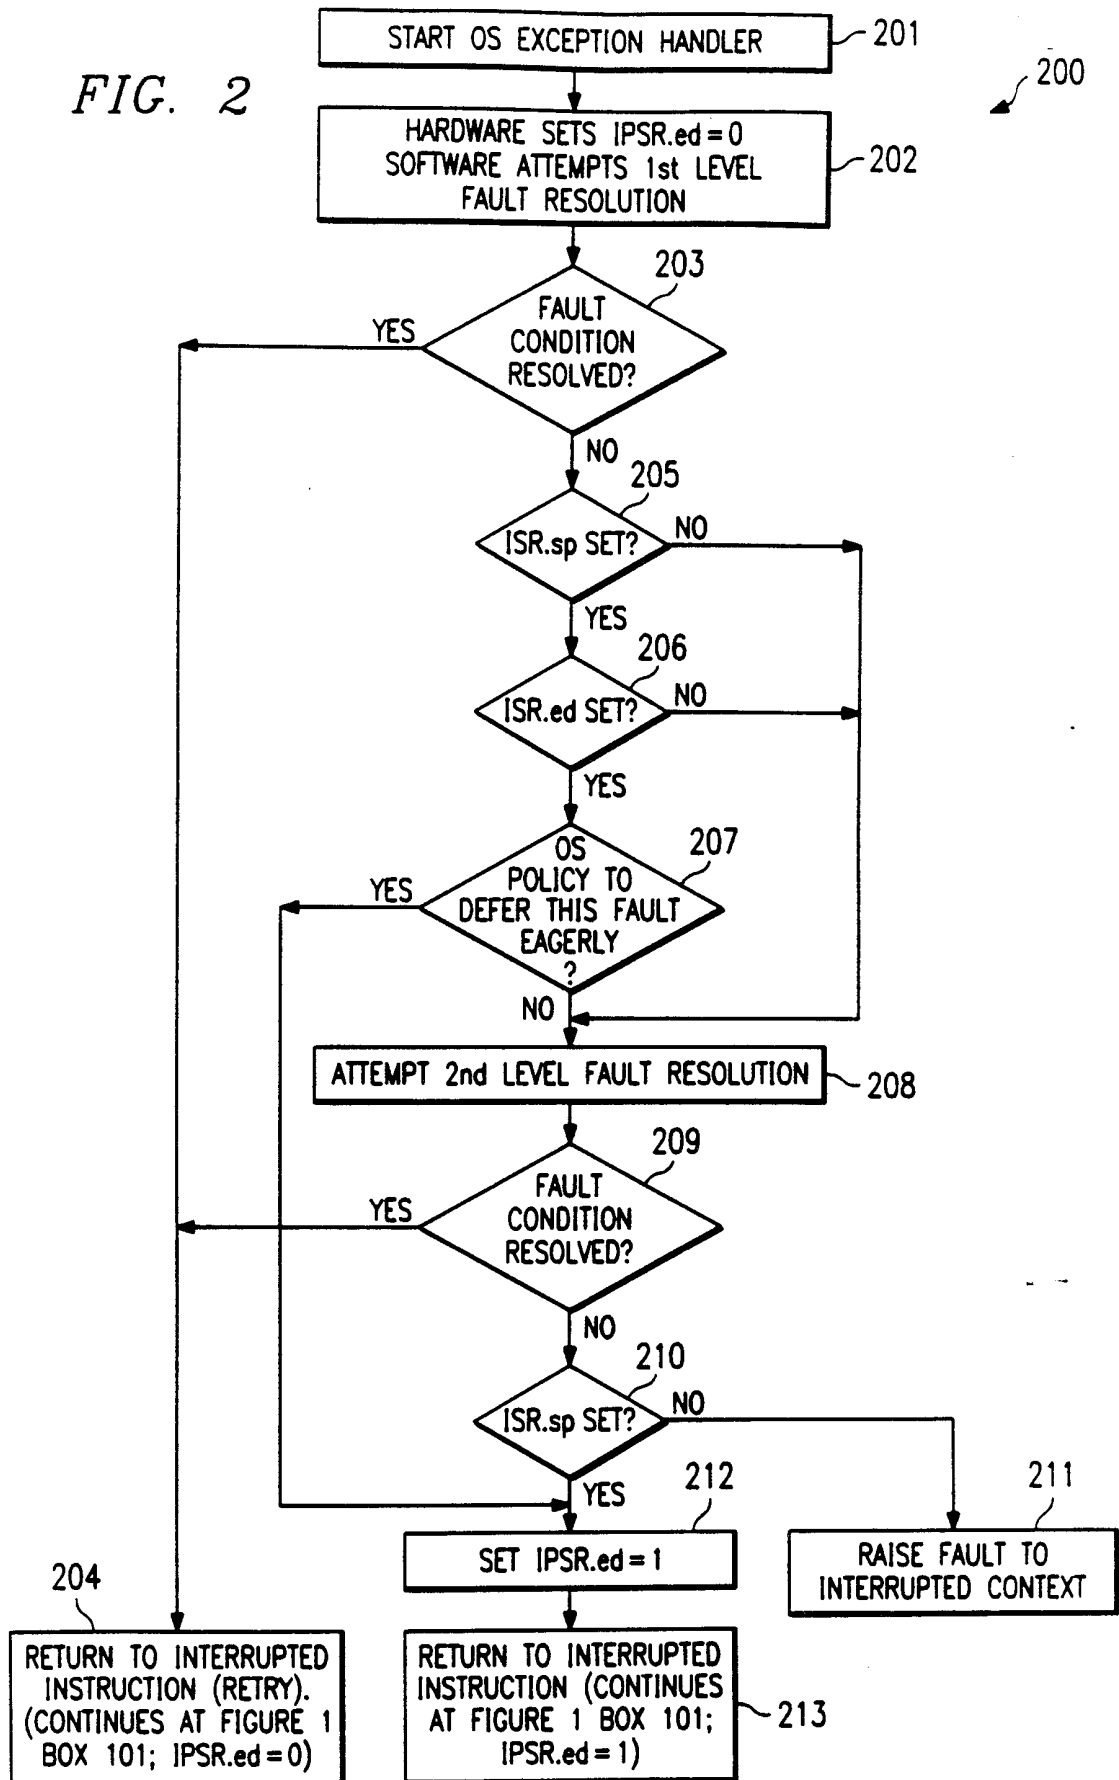 START OS EXCEPTION HANDLER
201
FIG. 2
200
HARDWARE SETS IPSR.ed=0
SOFTWARE ATTEMPTS 1st LEVEL
FAULT RESOLUTION
202
203
FAULT
CONDITION
RESOLVED?
YES
NO
205
ISR.sp SET?
NO
YES
206
ISR.ed SET?
NO
YES
207
OS
POLICY TO
DEFER THIS FAULT
EAGERLY
?
YES
NO
ATTEMPT 2nd LEVEL FAULT RESOLUTION
208
209
FAULT
CONDITION
RESOLVED?
YES
NO
210
ISR.sp SET?
NO
YES
212
SET IPSR.ed=1
211
RAISE FAULT TO
INTERRUPTED CONTEXT
204
RETURN TO INTERRUPTED
INSTRUCTION (RETRY).
(CONTINUES AT FIGURE 1
BOX 101; IPSR.ed=0)
RETURN TO INTERRUPTED
INSTRUCTION (CONTINUES
AT FIGURE 1 BOX 101;
IPSR.ed=1)
213